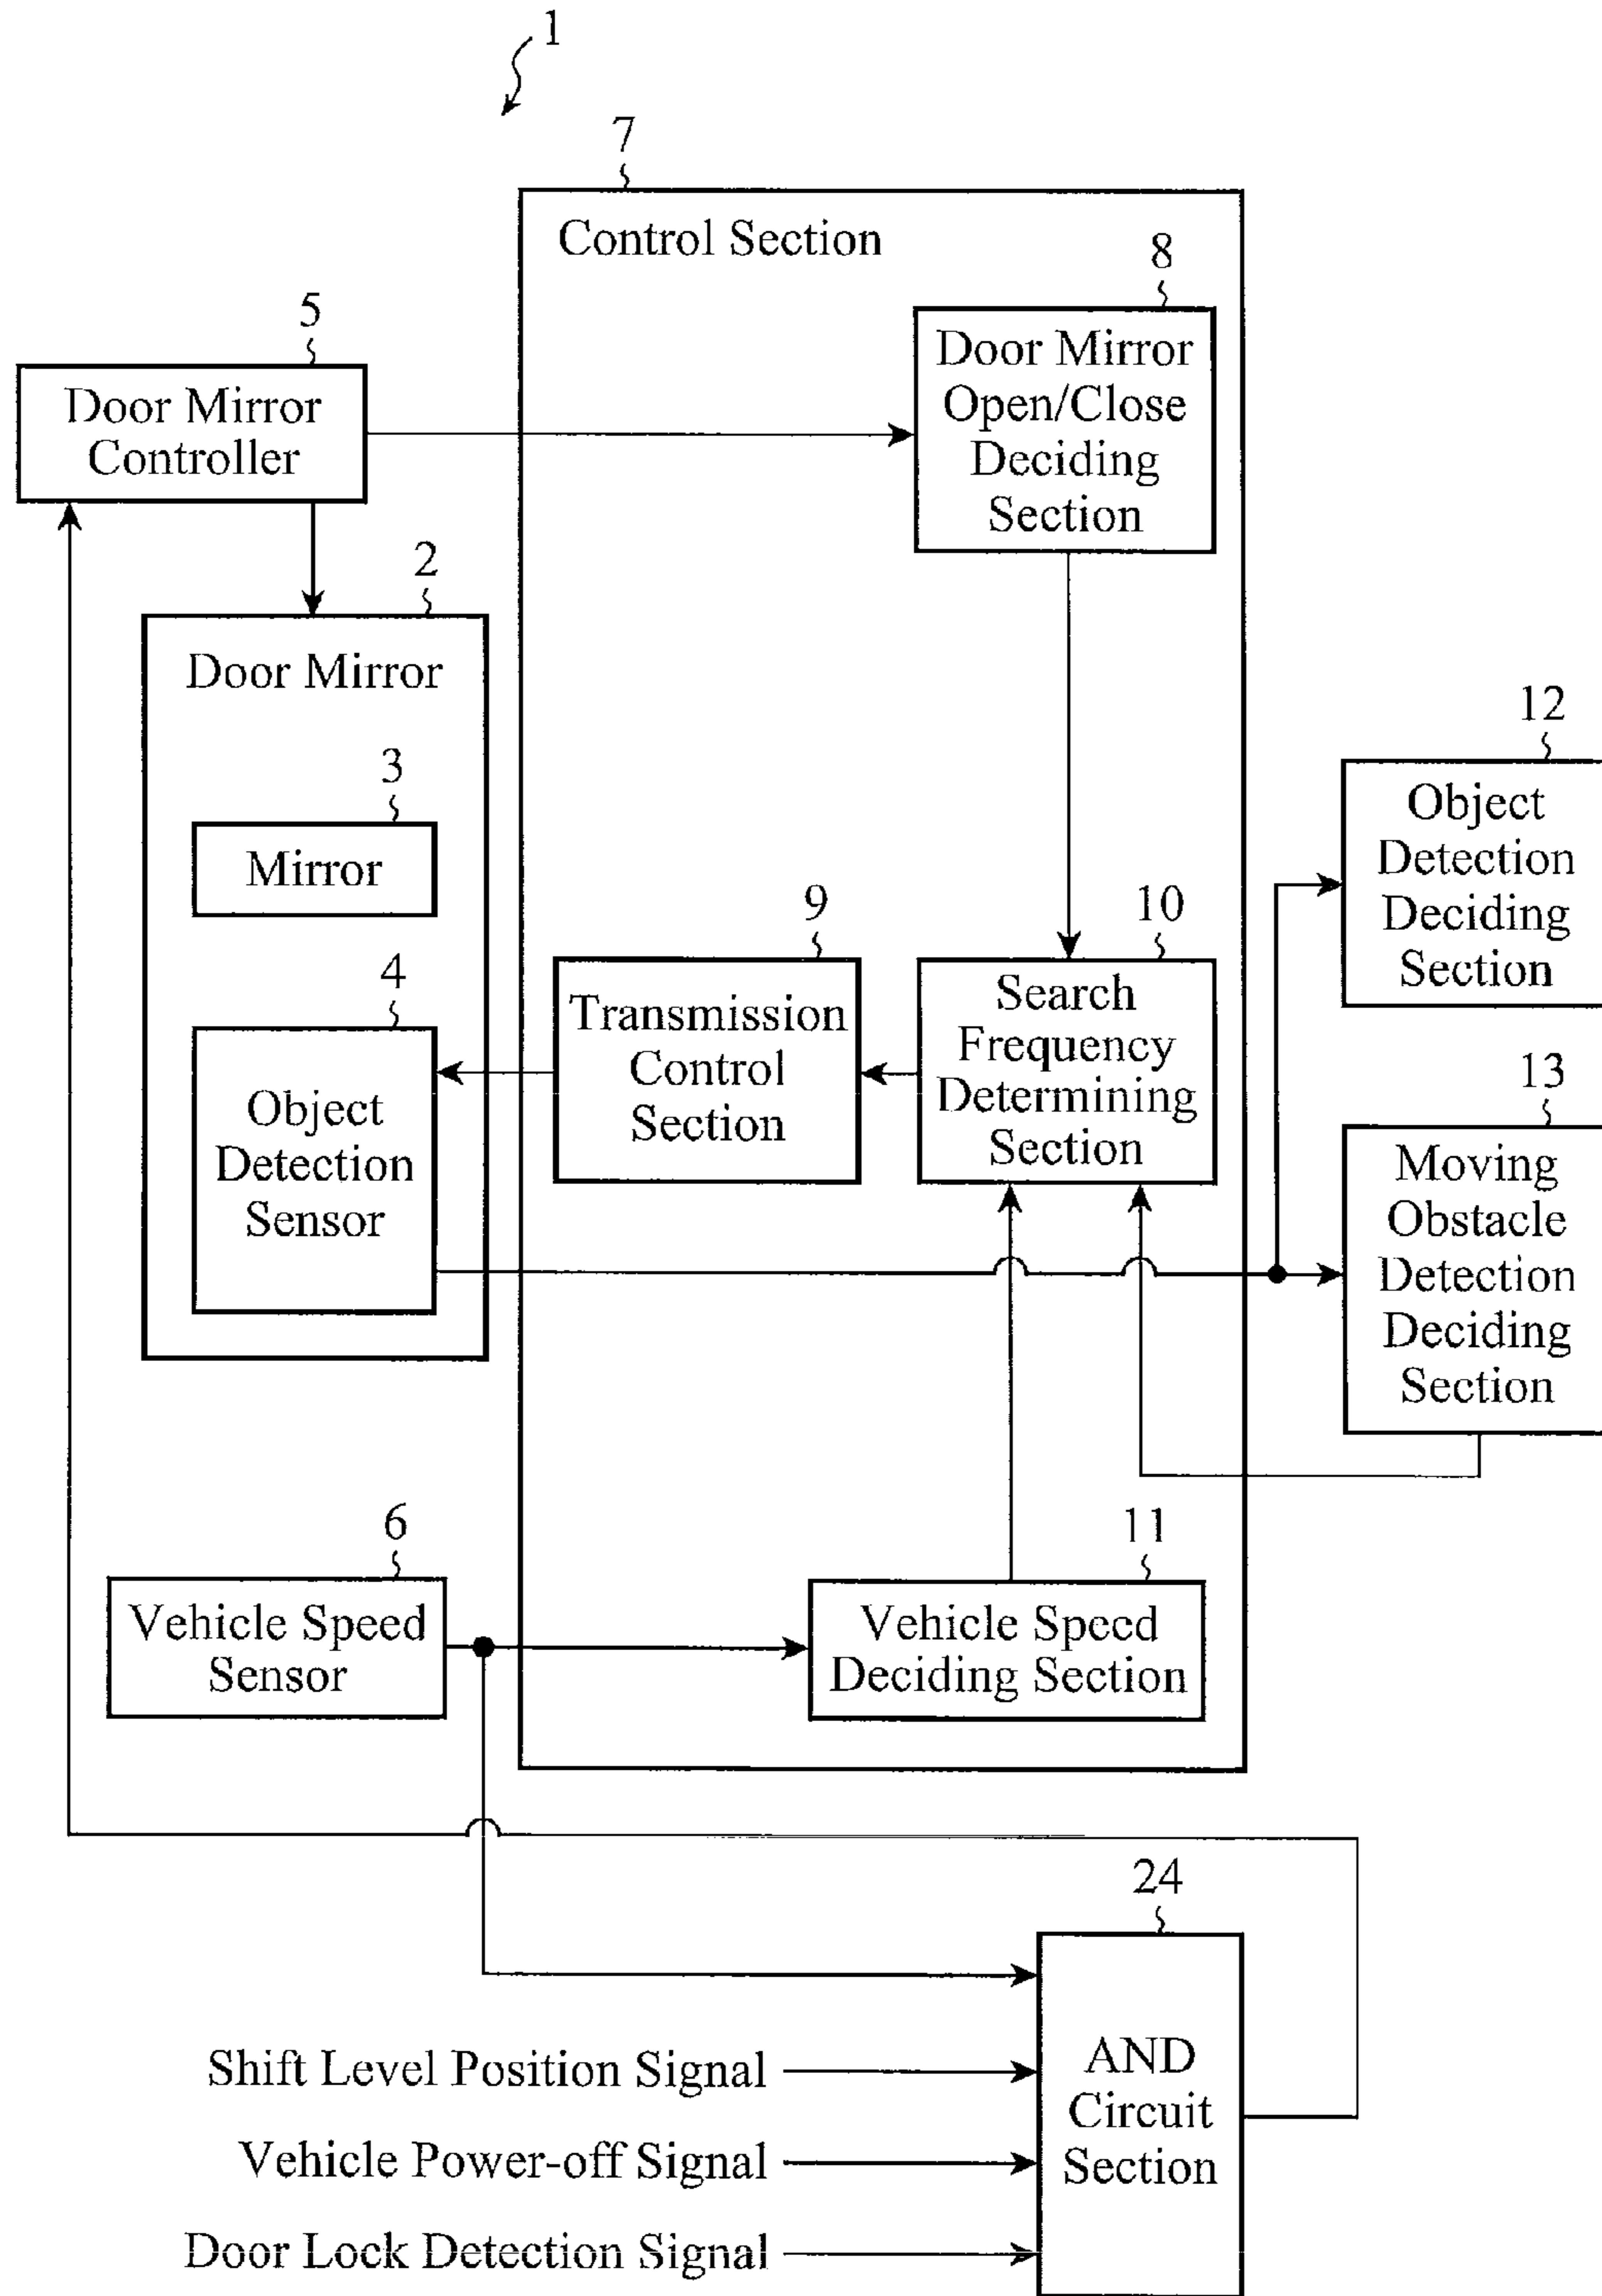 1
7
Control Section
8
Door Mirror
Open/Close
Deciding
Section
5
Door Mirror
Controller
2
Door Mirror
3
Mirror
4
Object
Detection
Sensor
9
Transmission
Control
Section
10
Search
Frequency
Determining
Section
12
Object
Detection
Deciding
Section
13
Moving
Obstacle
Detection
Deciding
Section
6
Vehicle Speed
Sensor
11
Vehicle Speed
Deciding Section
24
AND
Circuit
Section
Shift Level Position Signal
Vehicle Power-off Signal
Door Lock Detection Signal